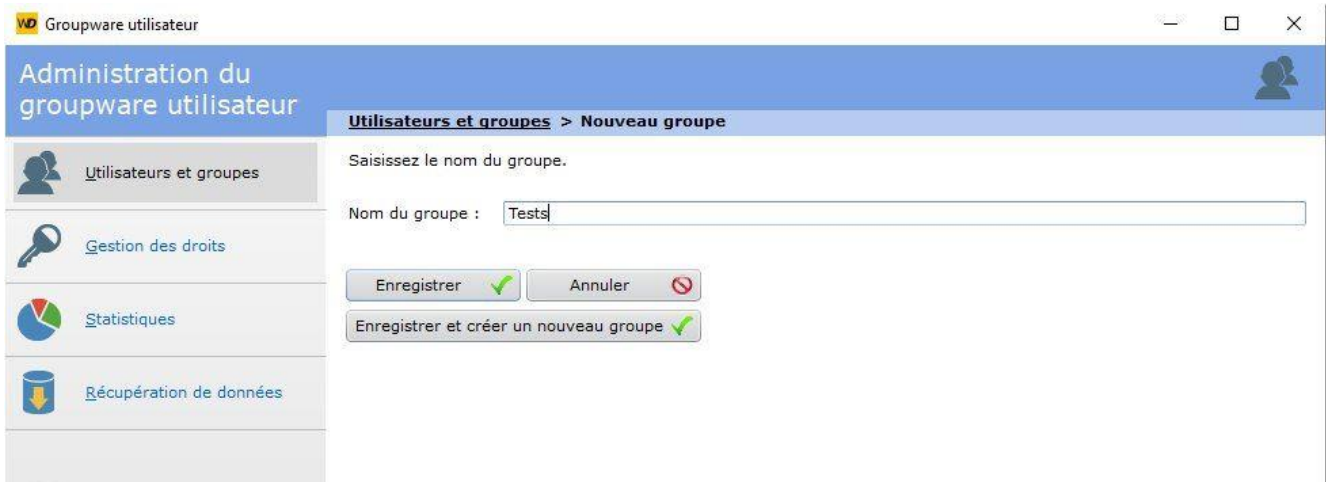 WD Groupware utilisateur
Administration du
groupware utilisateur
Utilisateurs et groupes > Nouveau groupe
Utilisateurs et groupes
Gestion des droits
Statistiques
Récupération de données
Saisissez le nom du groupe.
Nom du groupe : Tests
Enregistrer Annuler
Enregistrer et créer un nouveau groupe